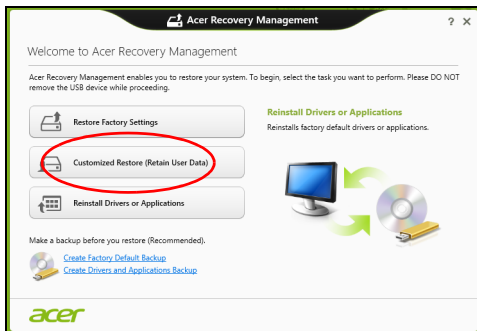 Acer Recovery Management
? X
Welcome to Acer Recovery Management
Acer Recovery Management enables you to restore your system. To begin, select the task you want to perform. Please DO NOT
remove the USB device while proceeding.
Restore Factory Settings
Customized Restore (Retain User Data)
Reinstall Drivers or Applications
Reinstall Drivers or Applications
Reinstalls factory default drivers or applications.
Make a backup before you restore (Recommended).
Create Factory Default Backup
Create Drivers and Applications Backup
acer